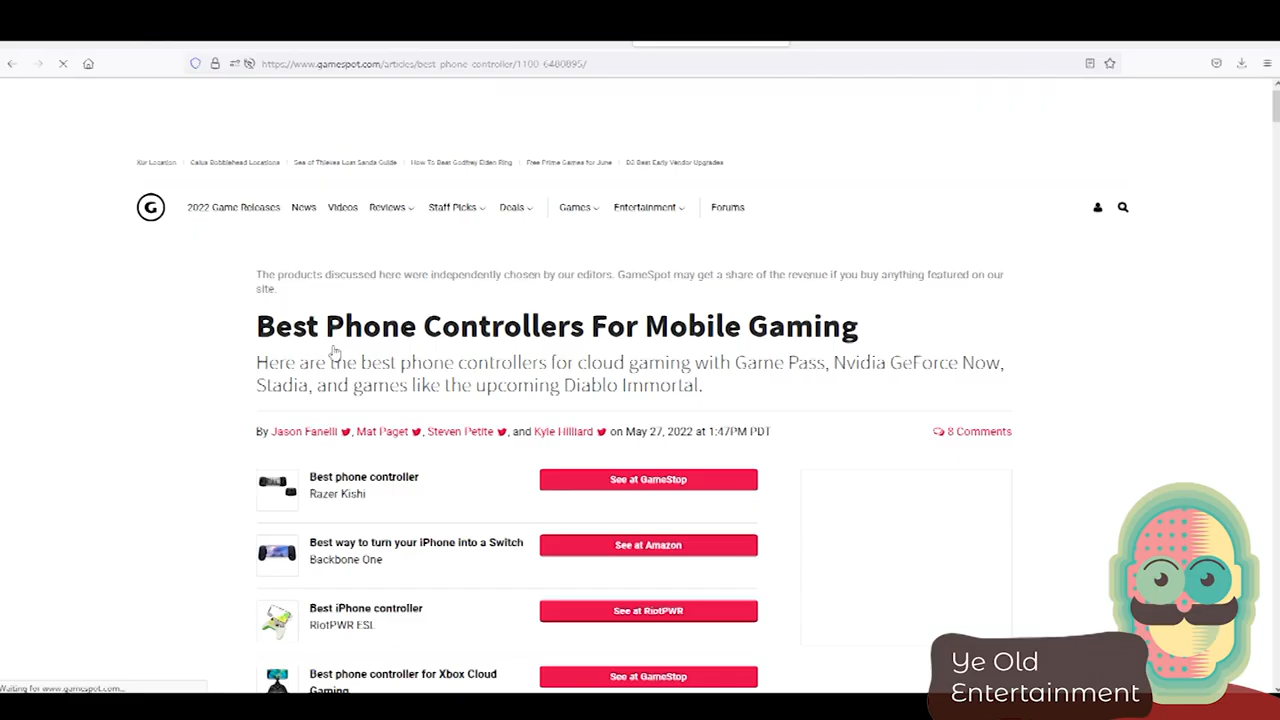 https://www.gamespot.com/articles/best-phone-controller/1100-6480895/
Xur Location
Calus Bobblehead Locations
Sea of Thieves Lost Sands Guide
How To Beat Godfrey Elden Ring
Free Prime Games for June
D2 Best Early Vendor Upgrades
G
2022 Game Releases
News
Videos
Reviews
Staff Picks
Deals
Games
Entertainment
Forums
The products discussed here were independently chosen by our editors. GameSpot may get a share of the revenue if you buy anything featured on our
site.
Best Phone Controllers For Mobile Gaming
Here are the best phone controllers for cloud gaming with Game Pass, Nvidia GeForce Now,
Stadia, and games like the upcoming Diablo Immortal.
By Jason Fanelli, Mat Paget, Steven Petite, and Kyle Hilliard on May 27, 2022 at 1:47PM PDT
8 Comments
Best phone controller
Razer Kishi
See at GameStop
Best way to turn your iPhone into a Switch
Backbone One
See at Amazon
Best iPhone controller
RiotPWR ESL
See at RiotPWR
Best phone controller for Xbox Cloud
Gaming
See at GameStop
Waiting for www.gamespot.com...
Ye Old
Entertainment